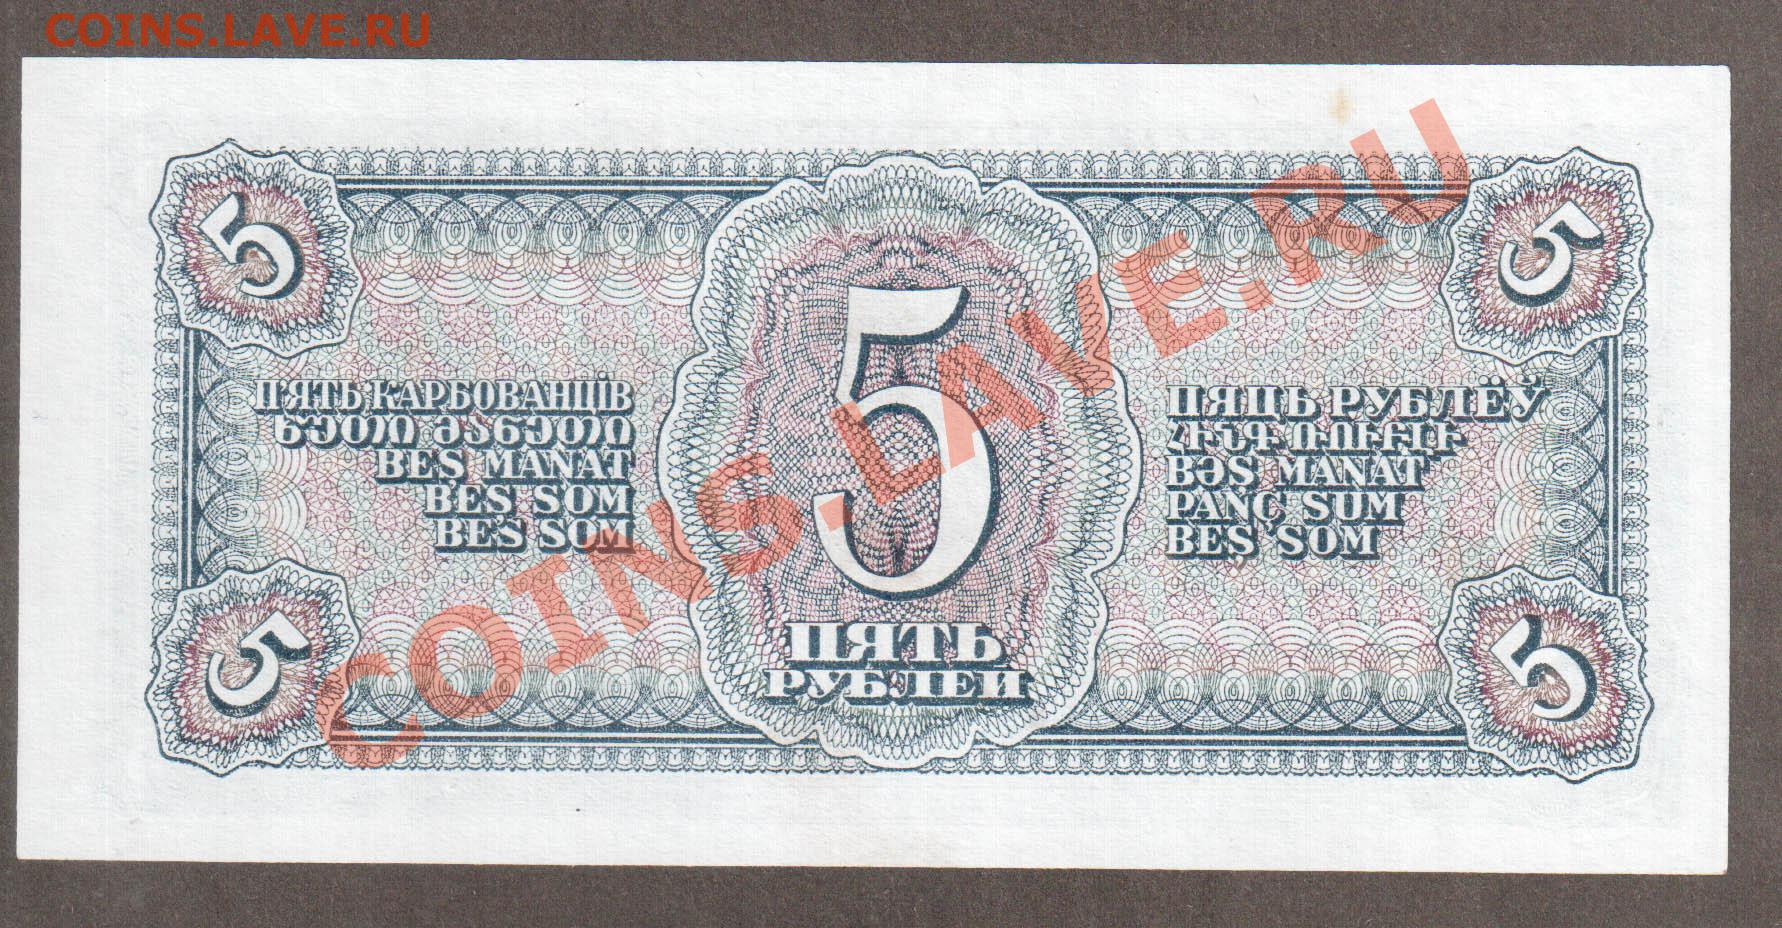 COINS.LAVE.RU
5
5
5
П'ЯТЬ КАРБОВАНЦІВ
ხუთი მანეთი
BEŞ MANAT
BES SOM
BES SOM
ПЯЦЬ РУБЛЁЎ
ՀԻՆԳ ՌՈՒԲԼԻ
BƏŞ MANAT
PANÇ SUM
BEŞ SOM
ПЯТЬ
РУБЛЕЙ
5
5
COINS.LAVE.RU